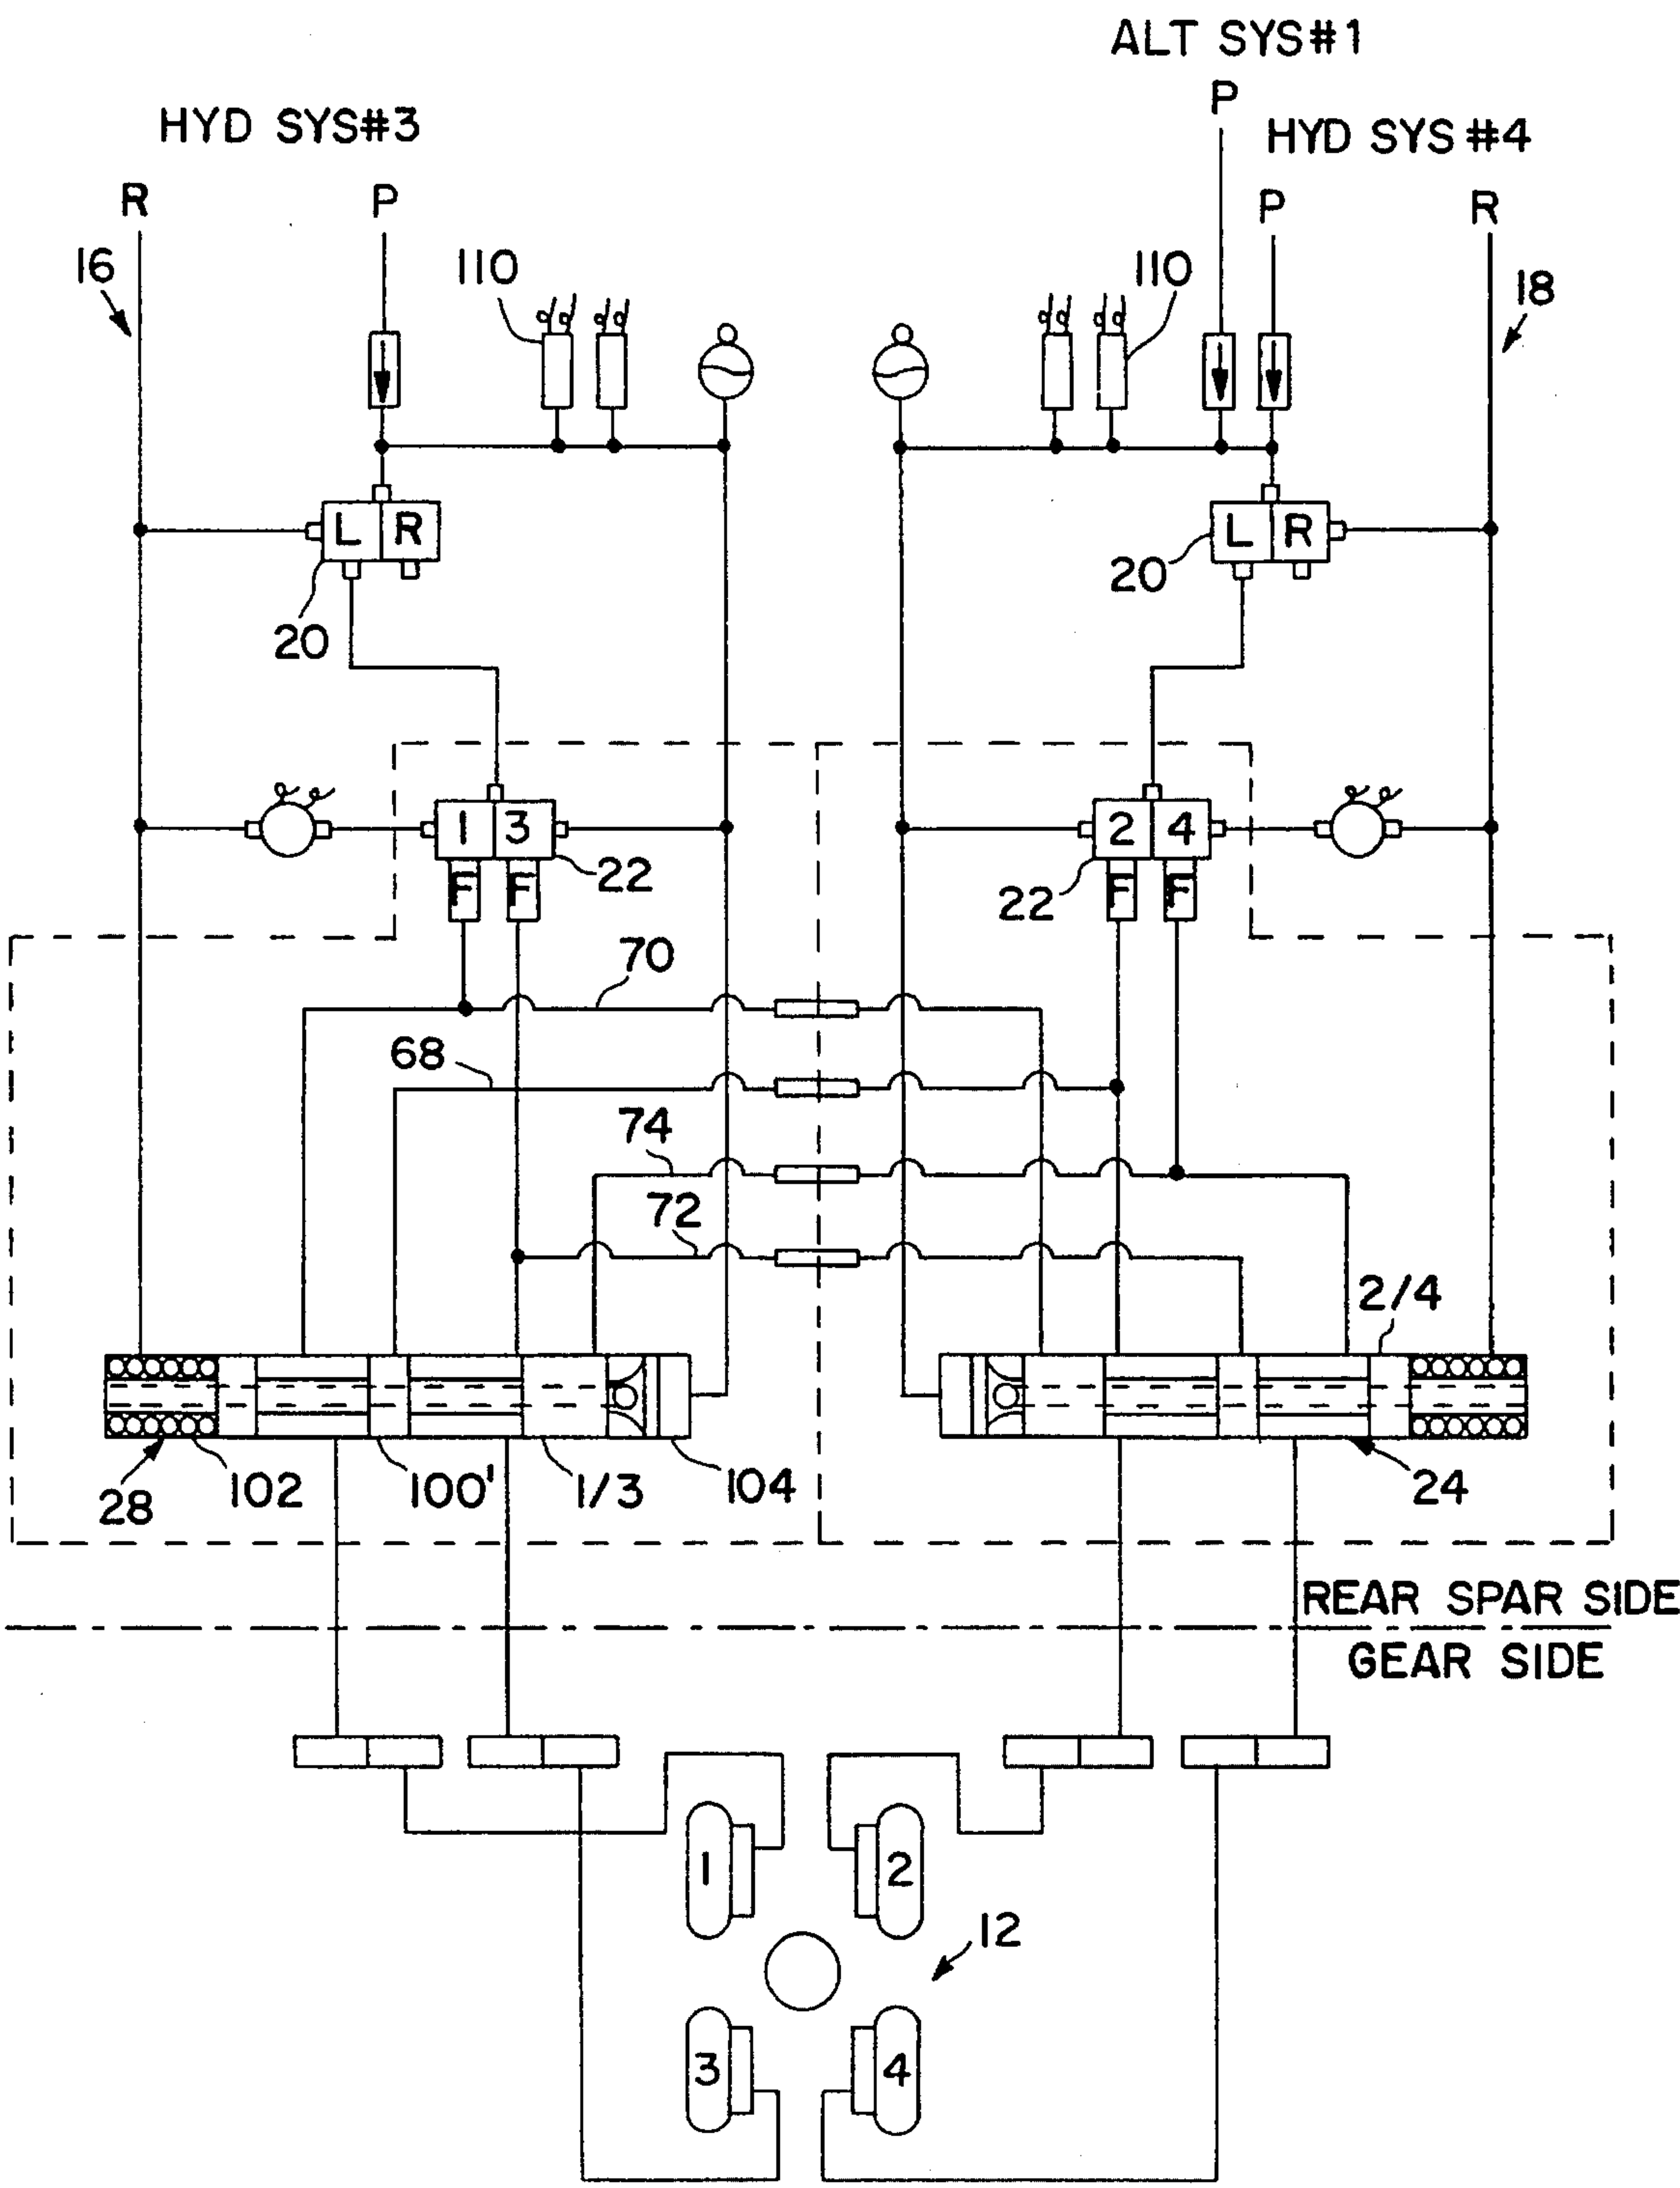 ALT SYS#1
P
HYD SYS#3
HYD SYS #4
R
P
P
R
16
110
110
18
L R
L R
20
20
1 3
2 4
F F
22
22
F F
70
68
74
72
2/4
28
102
100'
1/3
104
24
REAR SPAR SIDE
GEAR SIDE
1
2
12
3
4